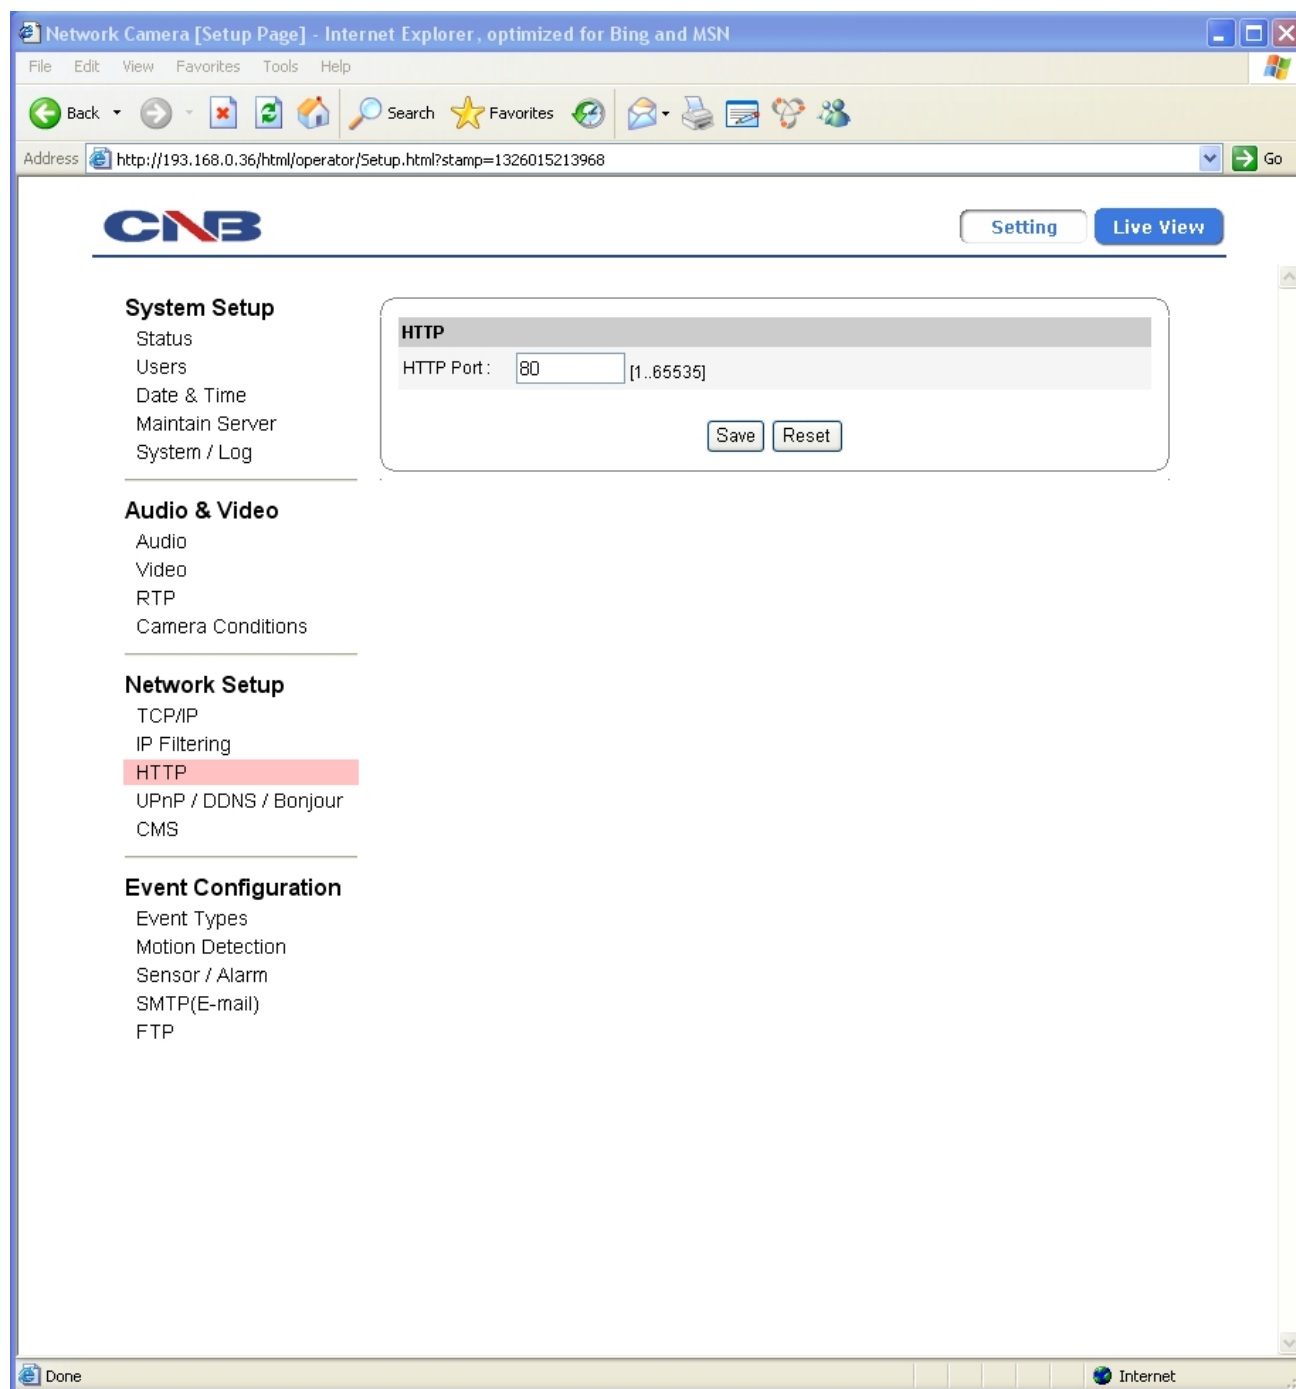 Network Camera [Setup Page] - Internet Explorer, optimized for Bing and MSN
File Edit View Favorites Tools Help
Back Search Favorites
Address http://193.168.0.36/html/operator/Setup.html?stamp=1326015213968 Go
CNB
Setting Live View
System Setup
Status
Users
Date & Time
Maintain Server
System / Log
Audio & Video
Audio
Video
RTP
Camera Conditions
Network Setup
TCP/IP
IP Filtering
HTTP
UPnP / DDNS / Bonjour
CMS
Event Configuration
Event Types
Motion Detection
Sensor / Alarm
SMTP(E-mail)
FTP
HTTP
HTTP Port : 80 [1..65535]
Save Reset
Done Internet